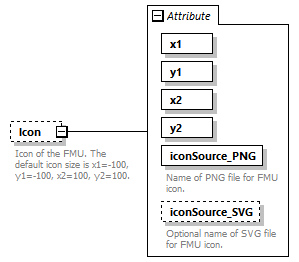 Attribute
x1
y1
x2
y2
Icon
Icon of the FMU. The
default icon size is x1=-100,
y1=-100, x2=100, y2=100.
iconSource_PNG
Name of PNG file for FMU
icon.
iconSource_SVG
Optional name of SVG file
for FMU icon.